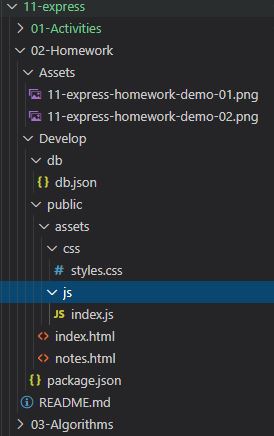 11-express
01-Activities
02-Homework
Assets
11-express-homework-demo-01.png
11-express-homework-demo-02.png
Develop
db
{} db.json
public
assets
css
# styles.css
js
JS index.js
<> index.html
<> notes.html
{} package.json
README.md
03-Algorithms